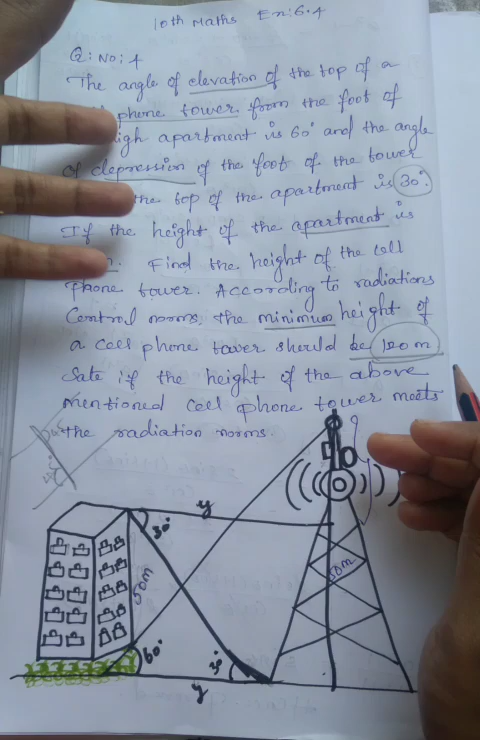 10th Maths Ex: 6.4
Q: NO; 4
The angle of elevation of the top of a
phone tower from the foot of
high apartment is 60° and the angle
of depression of the foot of the tower
the top of the apartment is 30°.
If the height of the apartment is
m. Find the height of the cell
phone tower. According to radiations
Control norms, the minimum height of
a cell phone tower should be 120m
Sate if the height of the above
mentioned cell phone tower meets
the radiation norms.
y
30°
50m
50m
60°
30°
y